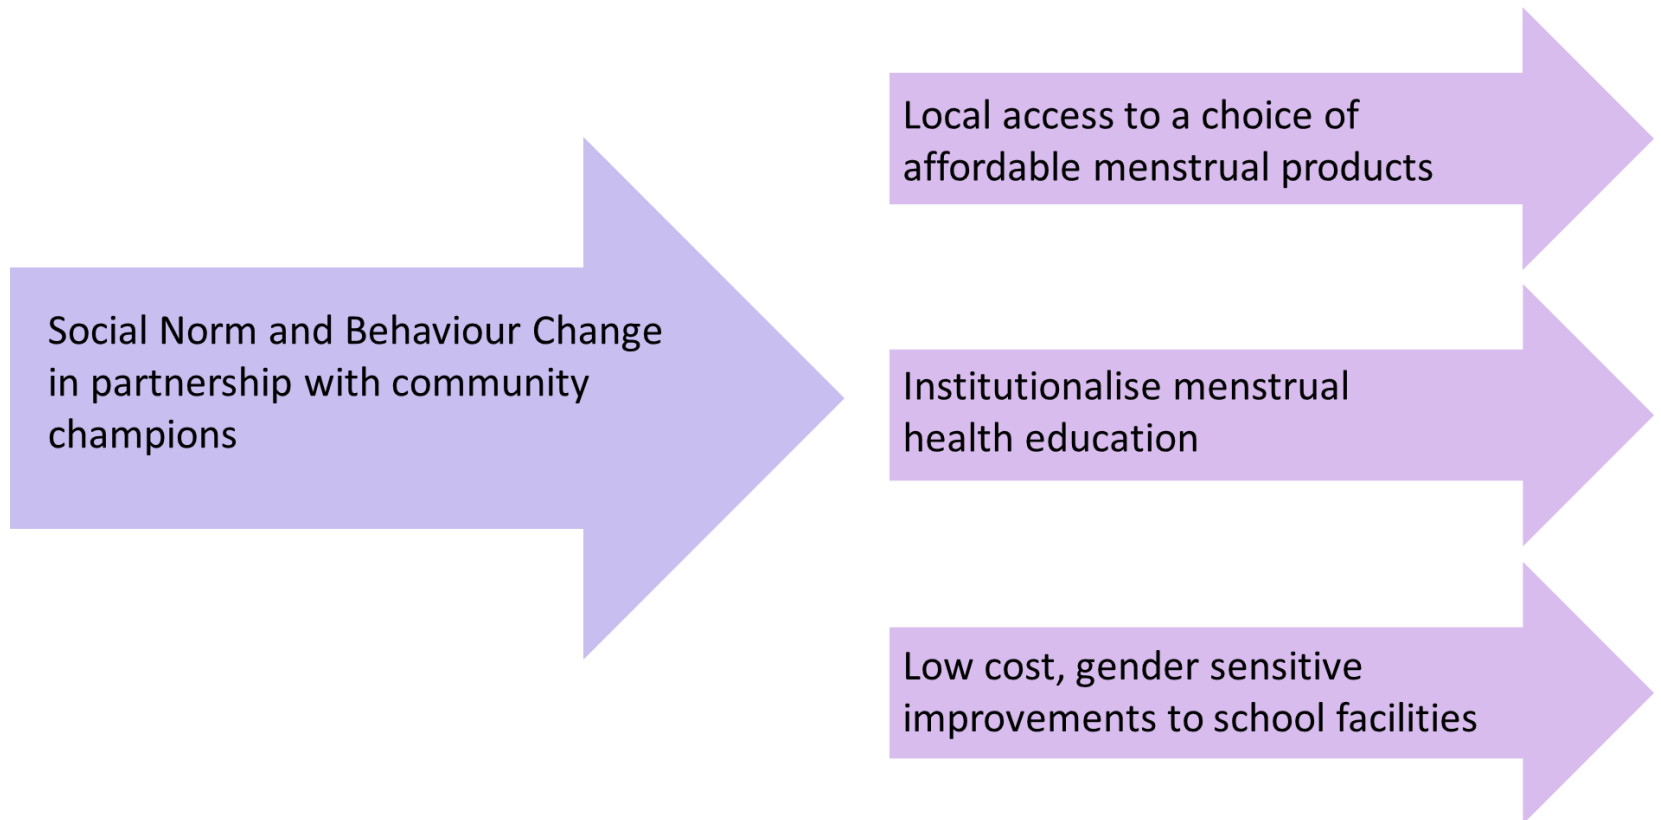 Social Norm and Behaviour Change
in partnership with community
champions
Local access to a choice of
affordable menstrual products
Institutionalise menstrual
health education
Low cost, gender sensitive
improvements to school facilities